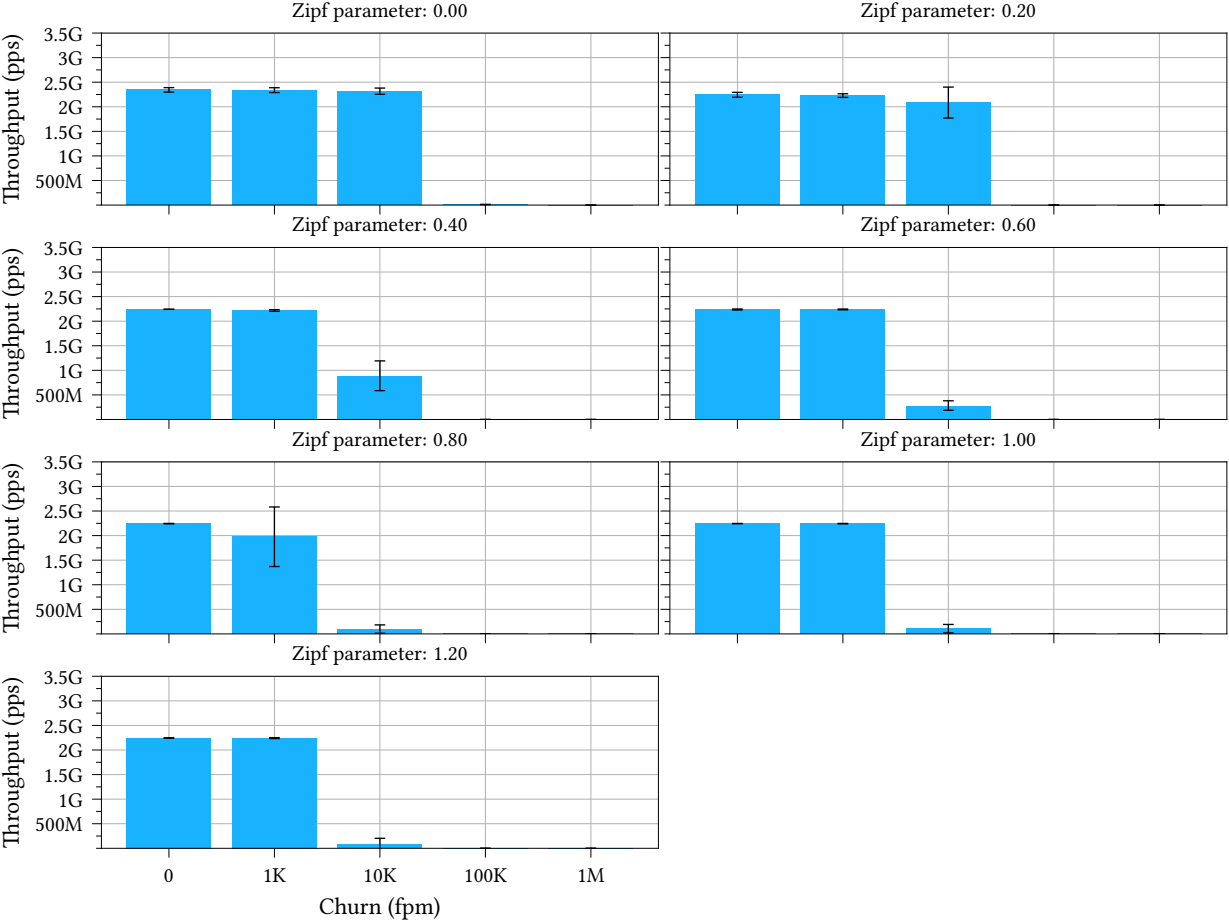 Zipf parameter: 0.00
Zipf parameter: 0.20
Throughput (pps)
3.5G
3G
2.5G
2G
1.5G
1G
500M
Zipf parameter: 0.40
Zipf parameter: 0.60
Throughput (pps)
3.5G
3G
2.5G
2G
1.5G
1G
500M
Zipf parameter: 0.80
Zipf parameter: 1.00
Throughput (pps)
3.5G
3G
2.5G
2G
1.5G
1G
500M
Zipf parameter: 1.20
Throughput (pps)
3.5G
3G
2.5G
2G
1.5G
1G
500M
0 1K 10K 100K 1M
Churn (fpm)